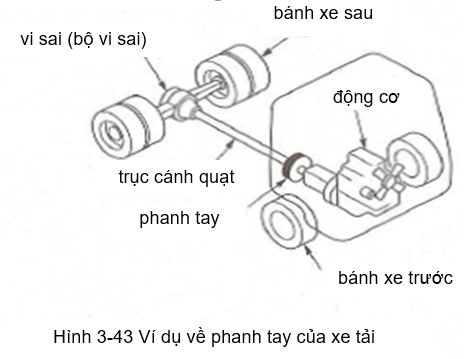 bánh xe sau
vi sai (bộ vi sai)
động cơ
trục cánh quạt
phanh tay
bánh xe trước
Hình 3-43 Ví dụ về phanh tay của xe tải